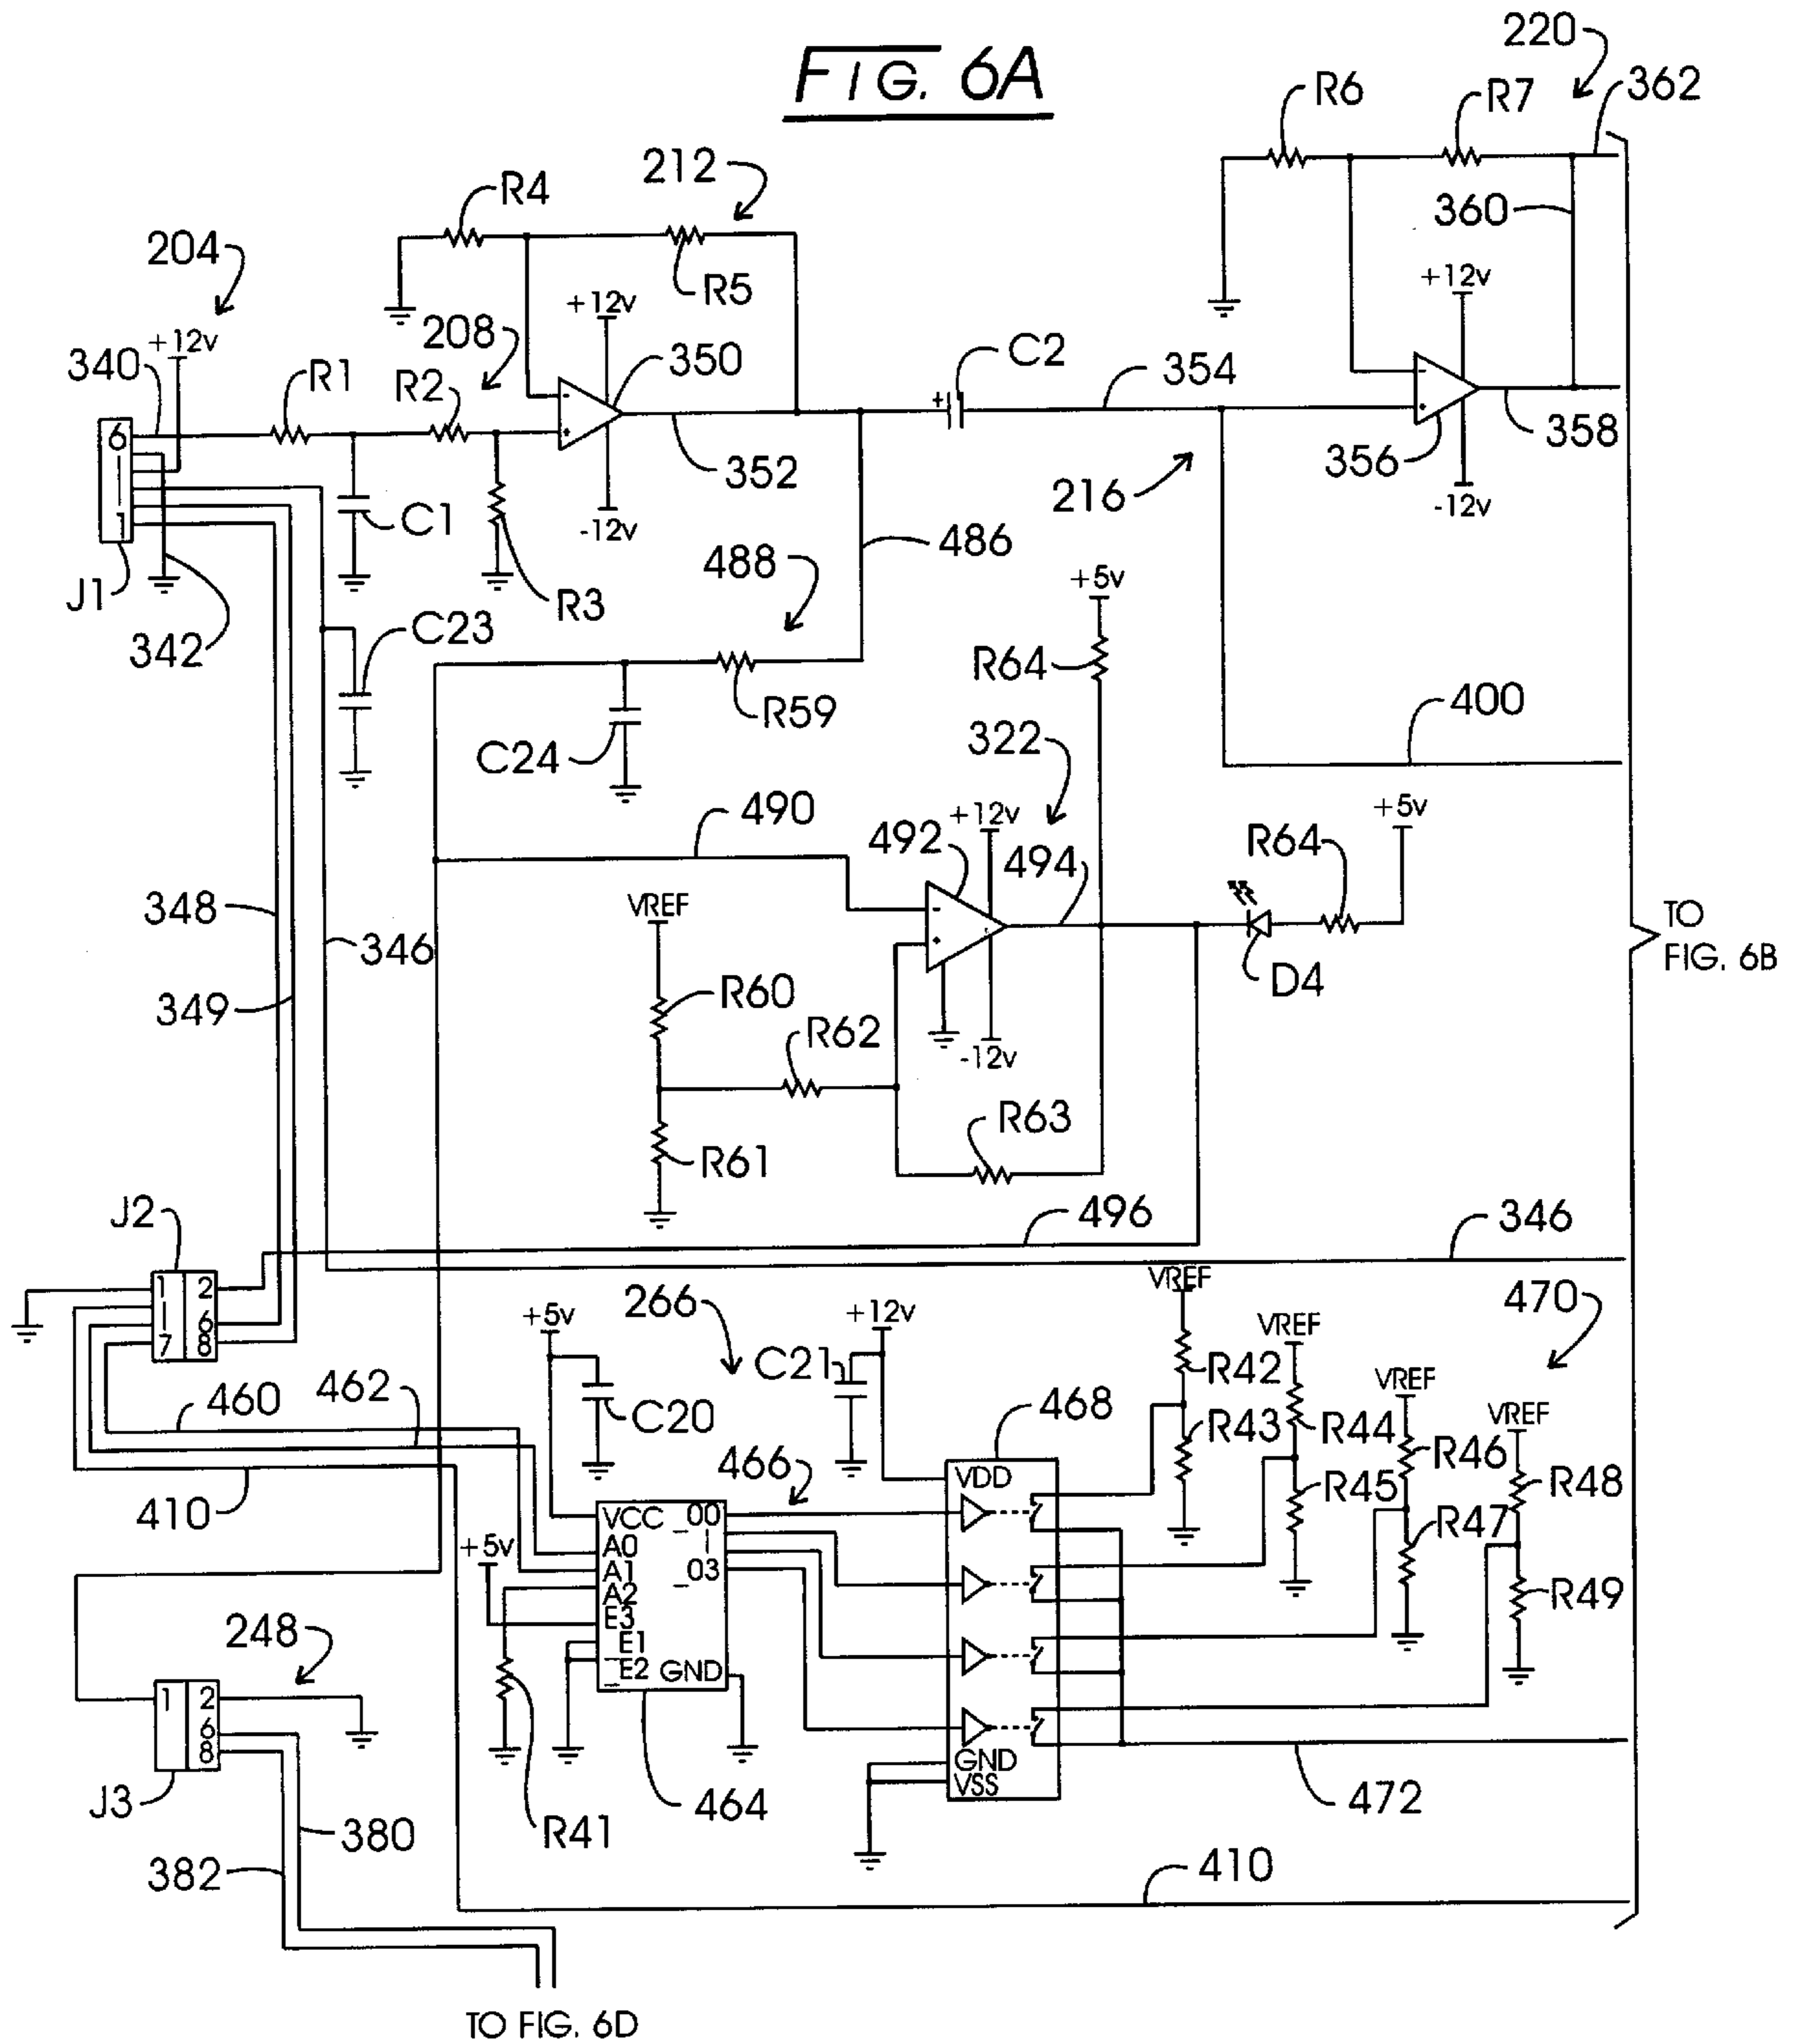 FIG. 6A
220
362
R6
R7
360
212
R4
R5
204
+12v
208
+12v
+12v
340
R1
R2
350
C2
354
6
1
J1
342
C1
R3
352
-12v
216
356
-12v
358
486
488
+5v
C23
R64
R59
C24
322
400
490
492
+12v
494
+5v
R64
VREF
348
346
349
D4
TO
FIG. 6B
R60
R62
-12v
R61
R63
J2
496
346
1
7
2
6
8
+5v
266
+12v
VREF
470
C21
R42
VREF
460
462
C20
468
R43
R44
VREF
R46
VREF
410
466
VDD
R45
R47
R48
VCC
A0
A1
A2
E3
E1
E2
GND
_00
_03
+5v
R49
248
1
2
6
8
J3
GND
VSS
R41
464
472
380
382
410
TO FIG. 6D